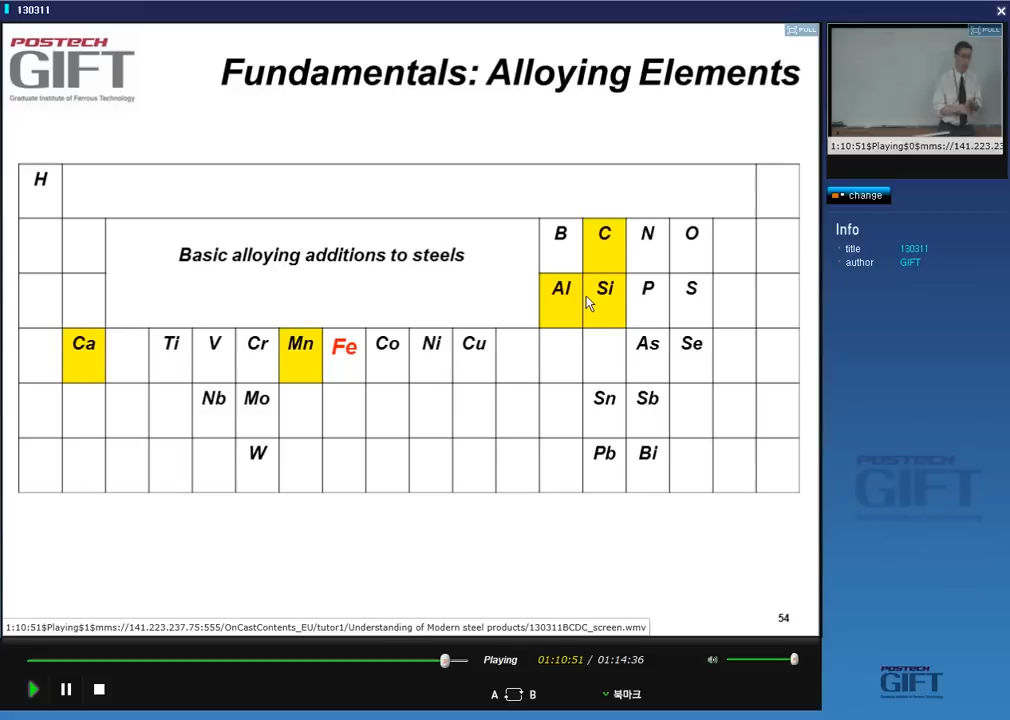 130311
FULL
POSTECH
GIFT
Graduate Institute of Ferrous Technology
Fundamentals: Alloying Elements
FULL
1:10:51$Playing$0$mms://141.223.23
change
Info
title 130311
author GIFT
H
Basic alloying additions to steels
B C N O
Al Si P S
Ca Ti V Cr Mn Fe Co Ni Cu As Se
Nb Mo Sn Sb
W Pb Bi
54
1:10:51$Playing$1$mms://141.223.237.75:555/OnCastContents_EU/tutor1/Understanding of Modern steel products/130311BCDC_screen.wmv
Playing 01:10:51 / 01:14:36
A B 북마크
POSTECH
GIFT
POSTECH
GIFT